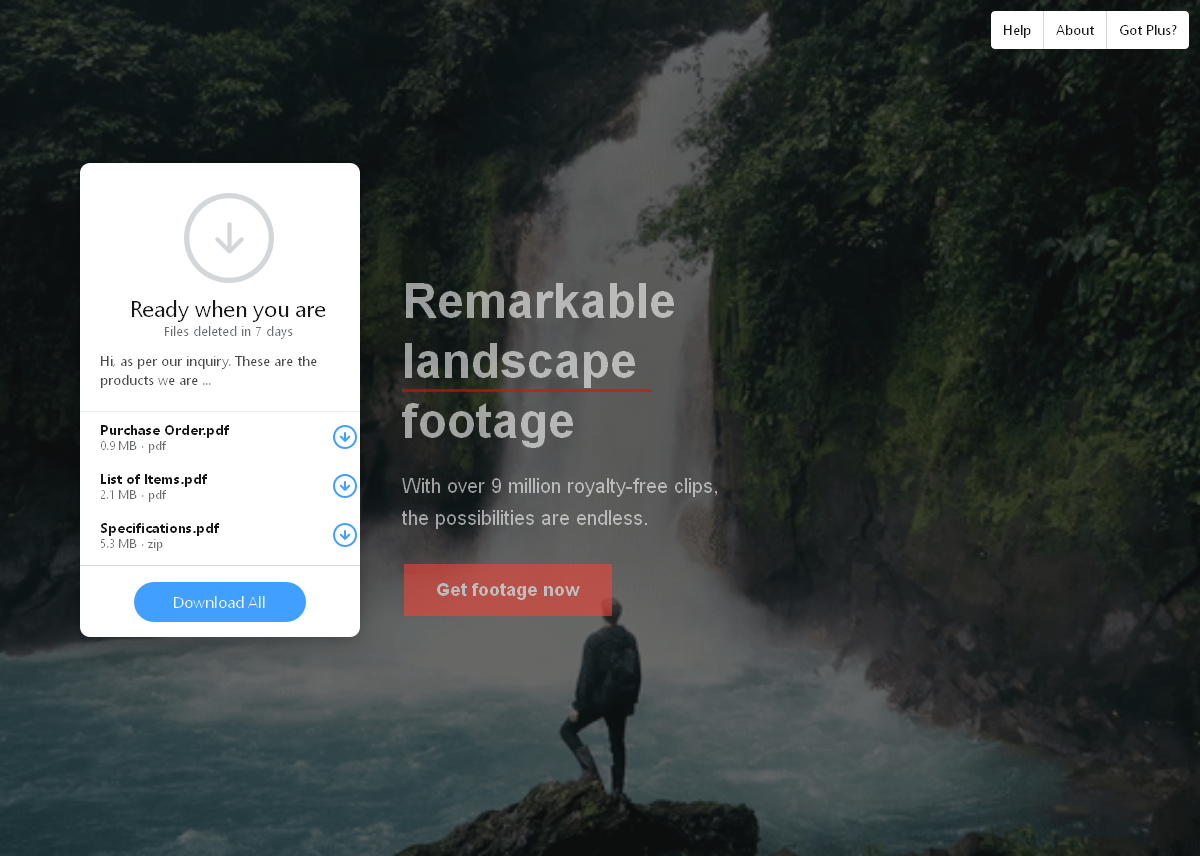 Help
About
Got Plus?
Ready when you are
Files deleted in 7 days
Hi, as per our inquiry. These are the
products we are ...
Purchase Order.pdf
0.9 MB · pdf
List of Items.pdf
2.1 MB · pdf
Specifications.pdf
5.3 MB · zip
Download All
Remarkable
landscape
footage
With over 9 million royalty-free clips,
the possibilities are endless.
Get footage now